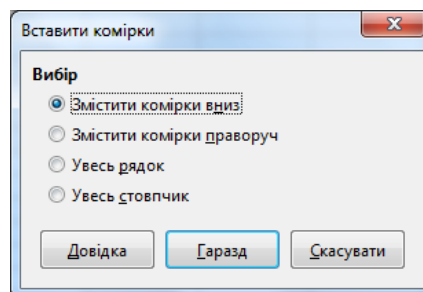 Вставити комірки
Вибір
Змістити комірки вниз
Змістити комірки праворуч
Увесь рядок
Увесь стовпчик
Довідка Гаразд Скасувати